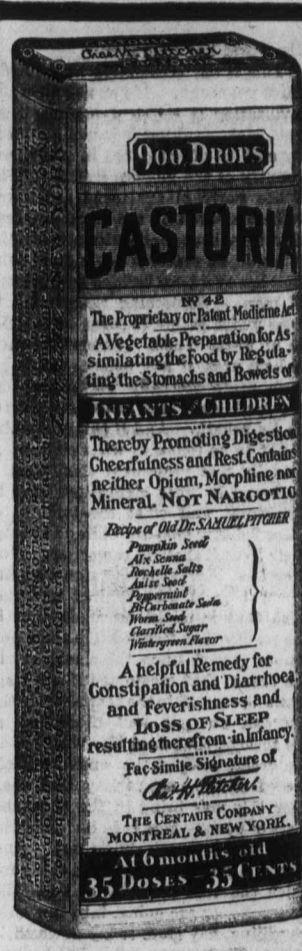 Chas. H. Fletcher
900 DROPS
CASTORIA
No 42
The Proprietary or Patent Medicine Act
A Vegetable Preparation for As-
similating the Food by Regula-
ting the Stomachs and Bowels of
INFANTS / CHILDREN
Thereby Promoting Digestion
Cheerfulness and Rest. Contains
neither Opium, Morphine nor
Mineral. NOT NARCOTIC
Recipe of Old Dr. SAMUEL PITCHER
Pumpkin Seed
Alx Senna
Rochelle Salts
Anise Seed
Peppermint
Bi Carbonate Soda
Worm Seed
Clarified Sugar
Wintergreen Flavor
A helpful Remedy for
Constipation and Diarrhoea
and Feverishness and
LOSS OF SLEEP
resulting therefrom-in Infancy.
Fac-Simile Signature of
Chas. H. Fletcher.
THE CENTAUR COMPANY
MONTREAL & NEW YORK.
At 6 months old
35 DOSES - 35 CENTS